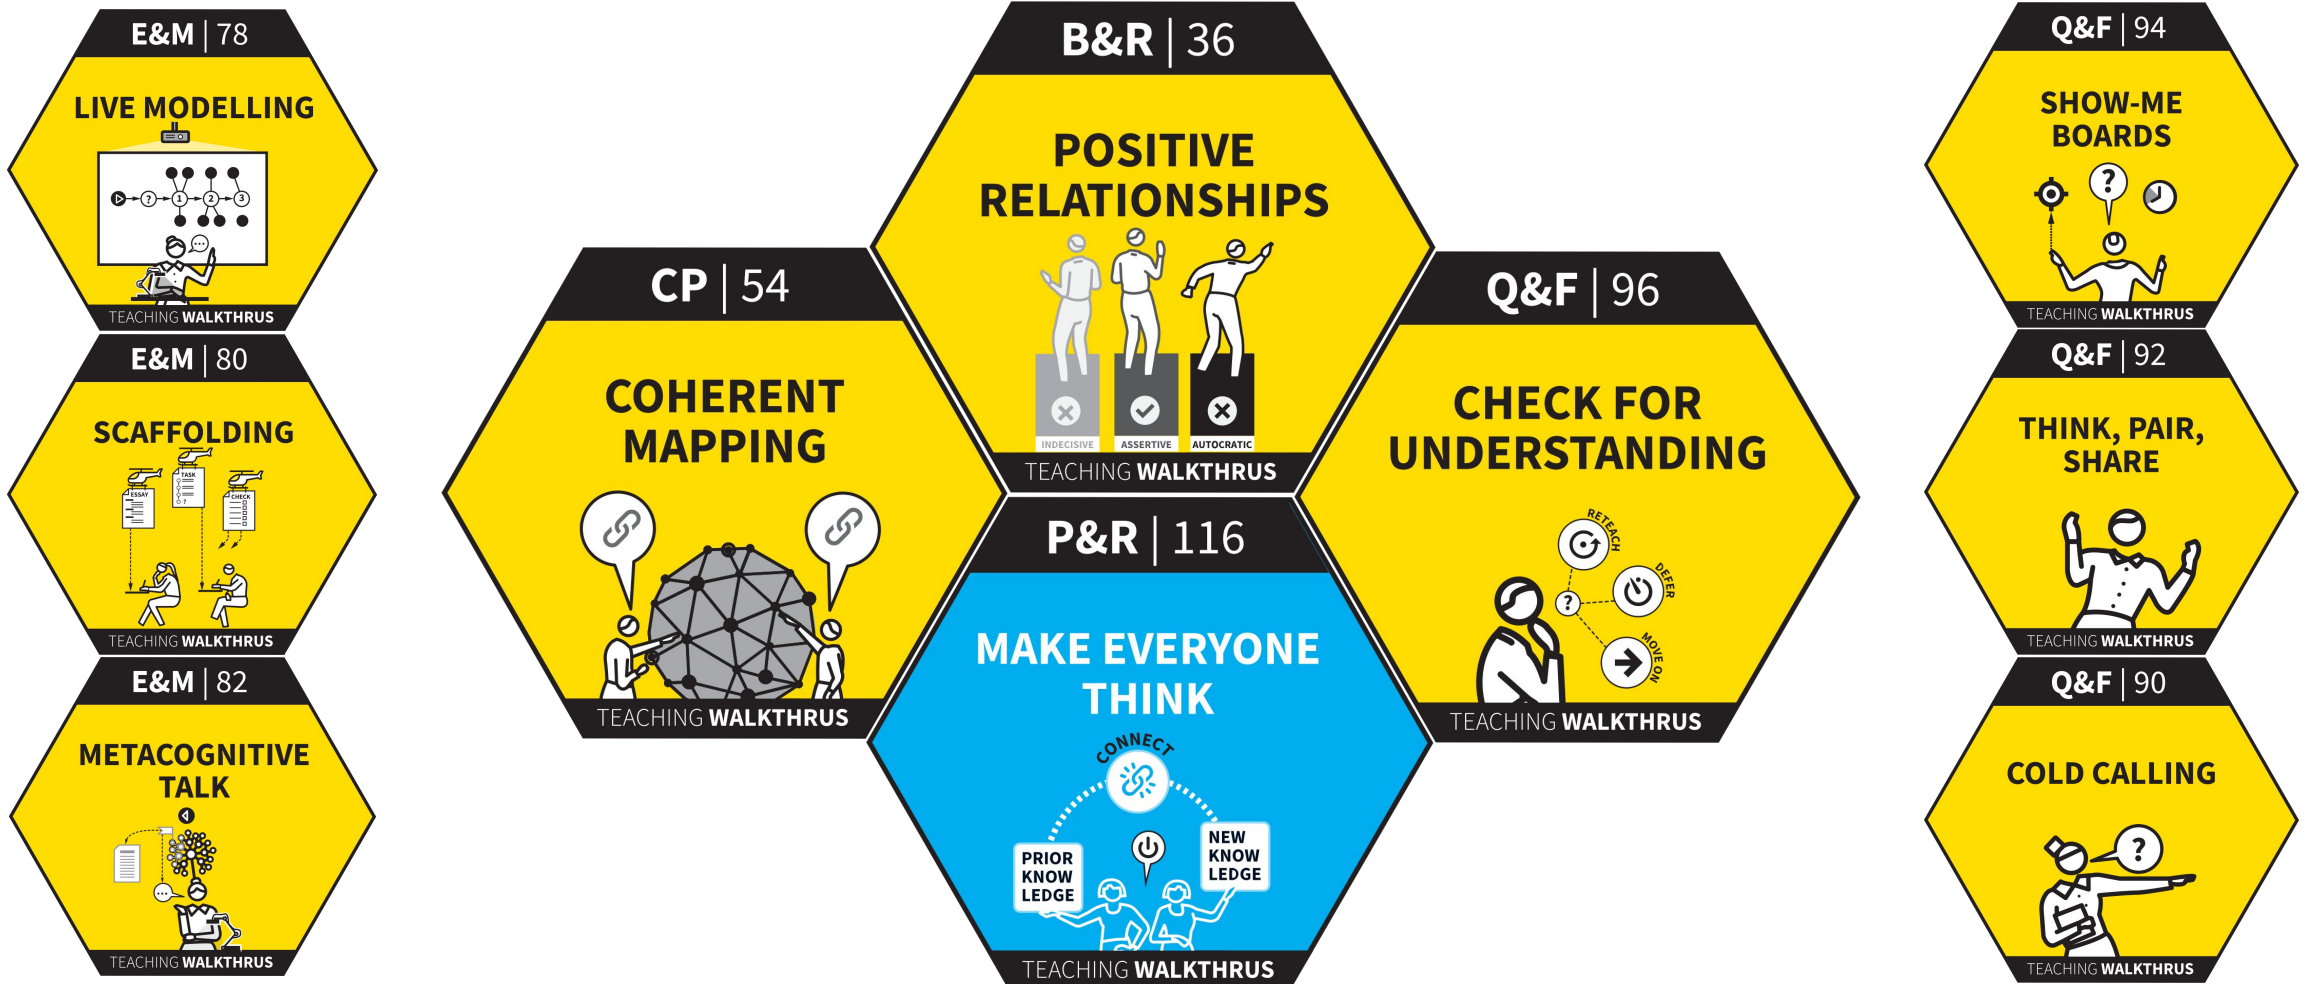 E&M | 78
LIVE MODELLING
?
1
2
3
...
TEACHING WALKTHRUS
E&M | 80
SCAFFOLDING
ESSAY
TASK
?
CHECK
TEACHING WALKTHRUS
E&M | 82
METACOGNITIVE
TALK
...
TEACHING WALKTHRUS
CP | 54
COHERENT
MAPPING
TEACHING WALKTHRUS
B&R | 36
POSITIVE
RELATIONSHIPS
INDECISIVE
ASSERTIVE
AUTOCRATIC
TEACHING WALKTHRUS
P&R | 116
MAKE EVERYONE
THINK
CONNECT
PRIOR
KNOW
LEDGE
NEW
KNOW
LEDGE
TEACHING WALKTHRUS
Q&F | 96
CHECK FOR
UNDERSTANDING
RETEACH
DEFER
?
MOVE ON
TEACHING WALKTHRUS
Q&F | 94
SHOW-ME
BOARDS
?
TEACHING WALKTHRUS
Q&F | 92
THINK, PAIR,
SHARE
TEACHING WALKTHRUS
Q&F | 90
COLD CALLING
?
TEACHING WALKTHRUS